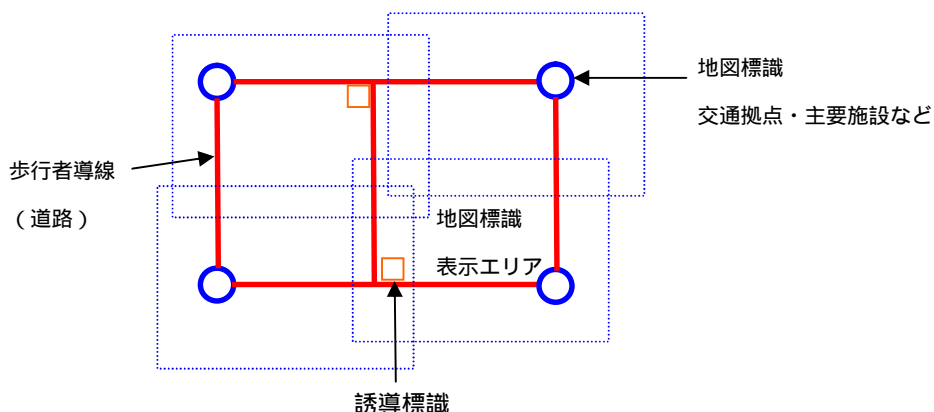 地図標識
交通拠点・主要施設など
歩行者導線
（道路）
地図標識
表示エリア
誘導標識